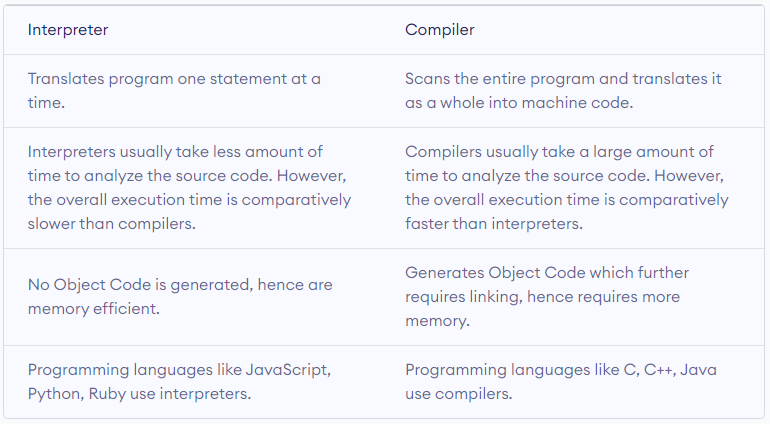 Interpreter
Compiler
Translates program one statement at a
time.
Scans the entire program and translates it
as a whole into machine code.
Interpreters usually take less amount of
time to analyze the source code. However,
the overall execution time is comparatively
slower than compilers.
Compilers usually take a large amount of
time to analyze the source code. However,
the overall execution time is comparatively
faster than interpreters.
No Object Code is generated, hence are
memory efficient.
Generates Object Code which further
requires linking, hence requires more
memory.
Programming languages like JavaScript,
Python, Ruby use interpreters.
Programming languages like C, C++, Java
use compilers.